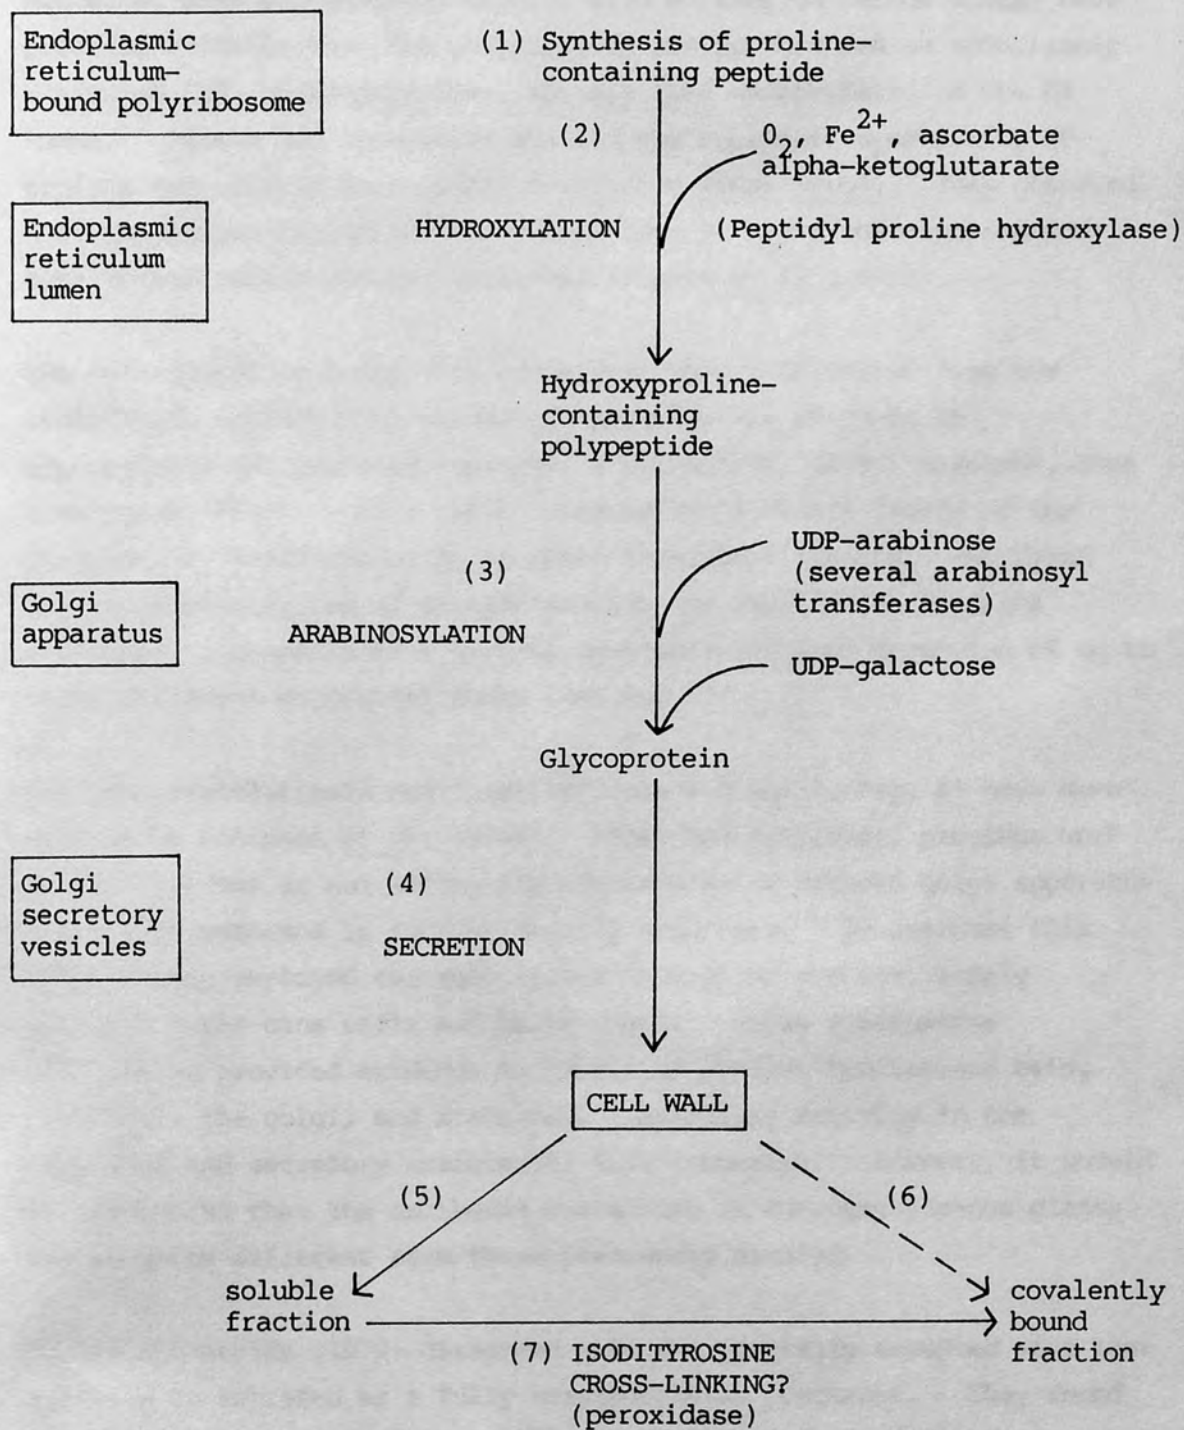 Endoplasmic
reticulum-
bound polyribosome
(1) Synthesis of proline-
containing peptide
(2)
O2, Fe2+, ascorbate
alpha-ketoglutarate
HYDROXYLATION
(Peptidyl proline hydroxylase)
Endoplasmic
reticulum
lumen
Hydroxyproline-
containing
polypeptide
UDP-arabinose
(several arabinosyl
transferases)
(3)
Golgi
apparatus
ARABINOSYLATION
UDP-galactose
Glycoprotein
Golgi
secretory
vesicles
(4)
SECRETION
CELL WALL
(5)
(6)
soluble
fraction
covalently
bound
fraction
(7) ISODITYROSINE
CROSS-LINKING?
(peroxidase)